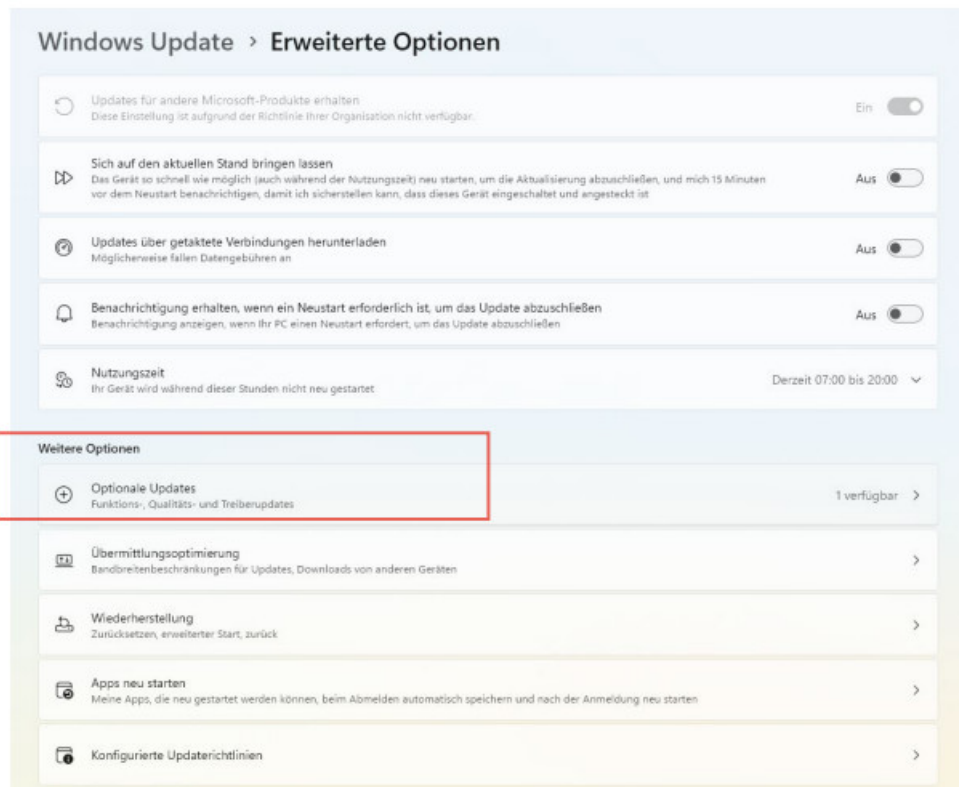 Windows Update > Erweiterte Optionen
Updates für andere Microsoft-Produkte erhalten
Diese Einstellung ist aufgrund der Richtlinie Ihrer Organisation nicht verfügbar.
Ein
Sich auf den aktuellen Stand bringen lassen
Das Gerät so schnell wie möglich (auch während der Nutzungszeit) neu starten, um die Aktualisierung abzuschließen, und mich 15 Minuten
vor dem Neustart benachrichtigen, damit ich sicherstellen kann, dass dieses Gerät eingeschaltet und angesteckt ist
Aus
Updates über getaktete Verbindungen herunterladen
Möglicherweise fallen Datengebühren an
Aus
Benachrichtigung erhalten, wenn ein Neustart erforderlich ist, um das Update abzuschließen
Benachrichtigung anzeigen, wenn Ihr PC einen Neustart erfordert, um das Update abzuschließen
Aus
Nutzungszeit
Ihr Gerät wird während dieser Stunden nicht neu gestartet
Derzeit 07:00 bis 20:00
Weitere Optionen
Optionale Updates
Funktions-, Qualitäts- und Treiberupdates
1 verfügbar
Übermittlungsoptimierung
Bandbreitenbeschränkungen für Updates, Downloads von anderen Geräten
Wiederherstellung
Zurücksetzen, erweiterter Start, zurück
Apps neu starten
Meine Apps, die neu gestartet werden können, beim Abmelden automatisch speichern und nach der Anmeldung neu starten
Konfigurierte Updaterichtlinien